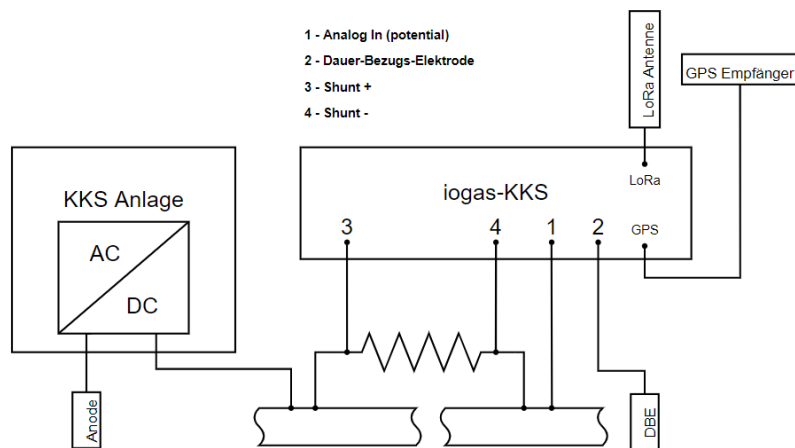 1 - Analog In (potential)
2 - Dauer-Bezugs-Elektrode
3 - Shunt +
4 - Shunt -
LoRa Antenne
GPS Empfänger
KKS Anlage
AC
DC
iogas-KKS
LoRa
3
4
1
2
GPS
Anode
DBE